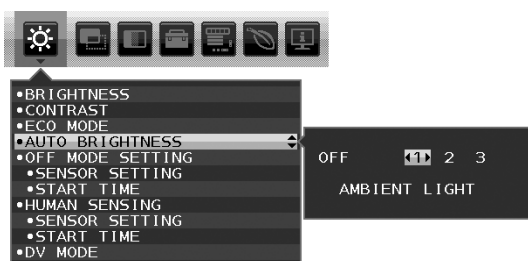 •BRIGHTNESS
•CONTRAST
•ECO MODE
•AUTO BRIGHTNESS
•OFF MODE SETTING
•SENSOR SETTING
•START TIME
•HUMAN SENSING
•SENSOR SETTING
•START TIME
•DV MODE
OFF 1 2 3
AMBIENT LIGHT